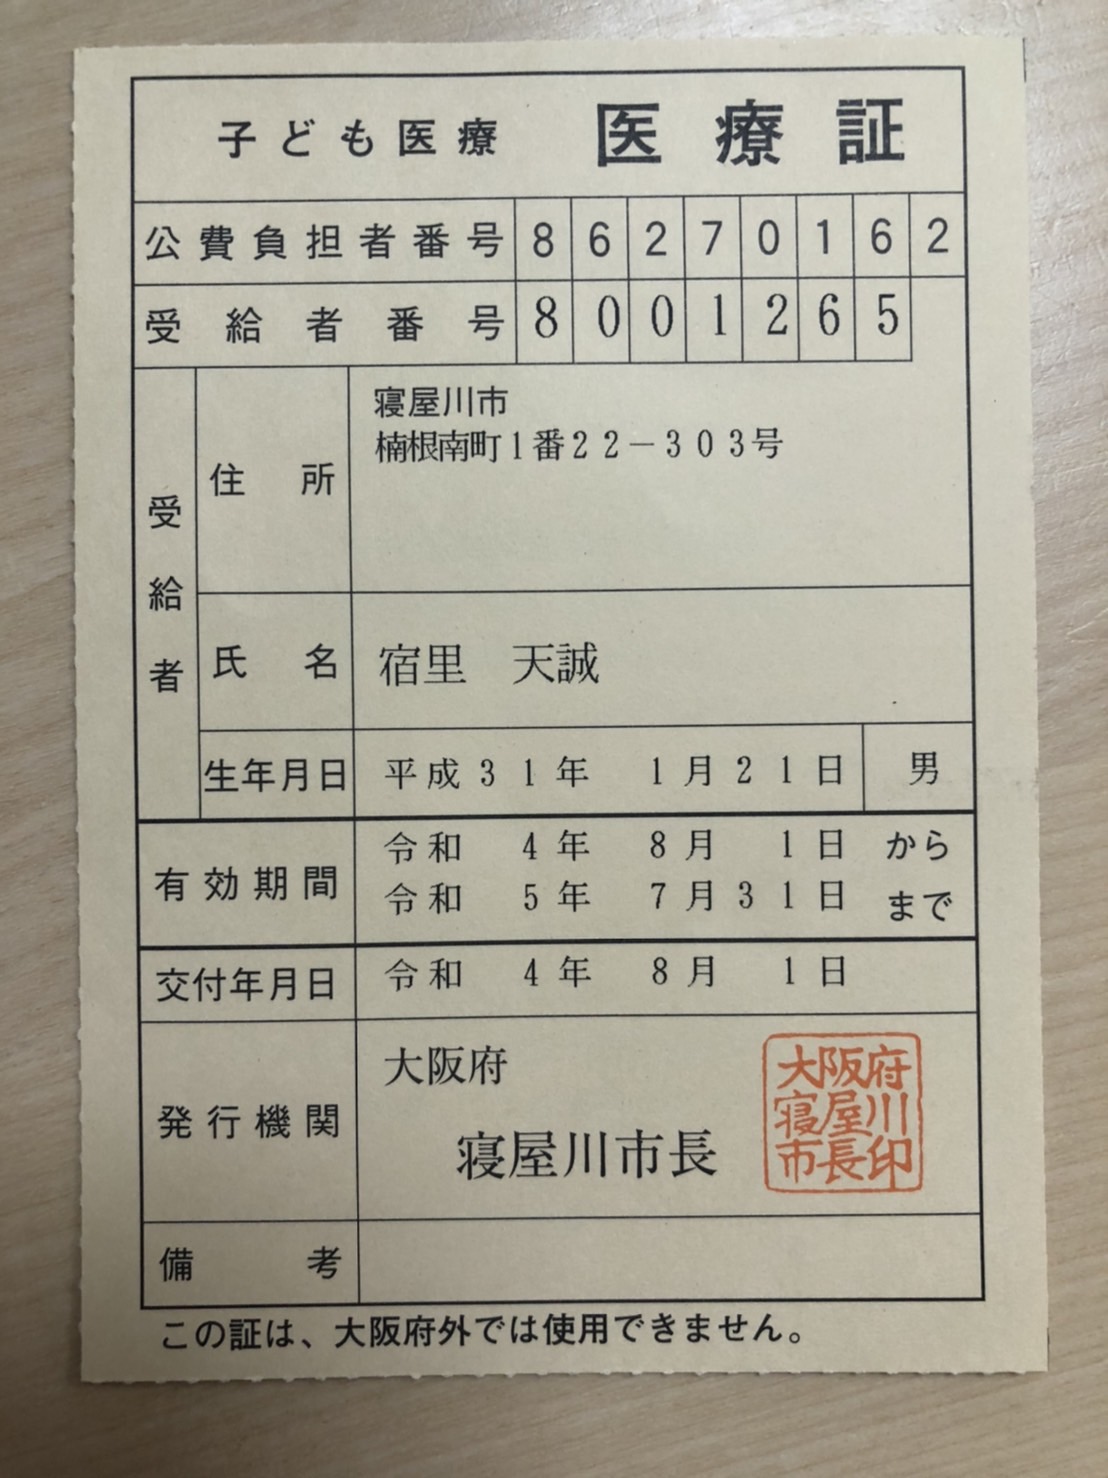 子ども医療 医療証
公費負担者番号 86270162
受給者番号 8001265
受給者
住所
寝屋川市
楠根南町1番22-303号
氏名 宿里 天誠
生年月日 平成31年 1月21日 男
有効期間
令和 4年 8月 1日 から
令和 5年 7月31日 まで
交付年月日 令和 4年 8月 1日
発行機関
大阪府
寝屋川市長
大阪府
寝屋川
市長印
備考
この証は、大阪府外では使用できません。